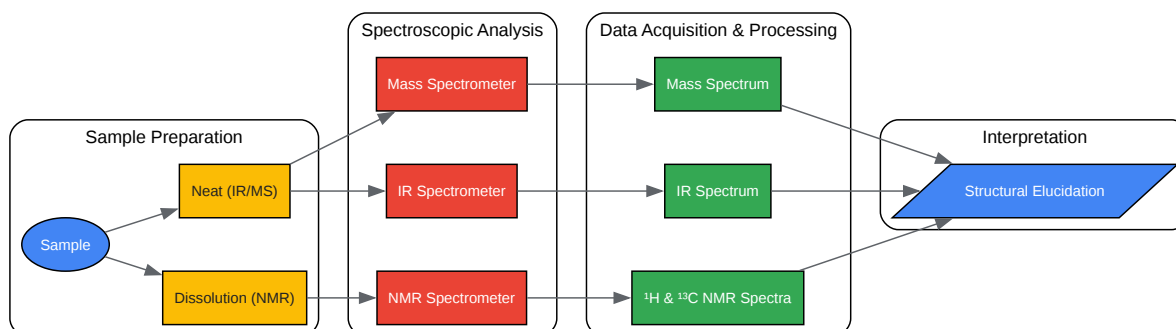 Spectroscopic Analysis
Data Acquisition & Processing
Mass Spectrometer
Mass Spectrum
Sample Preparation
Interpretation
Neat (IR/MS)
IR Spectrometer
IR Spectrum
Structural Elucidation
Sample
Dissolution (NMR)
NMR Spectrometer
¹H & ¹³C NMR Spectra